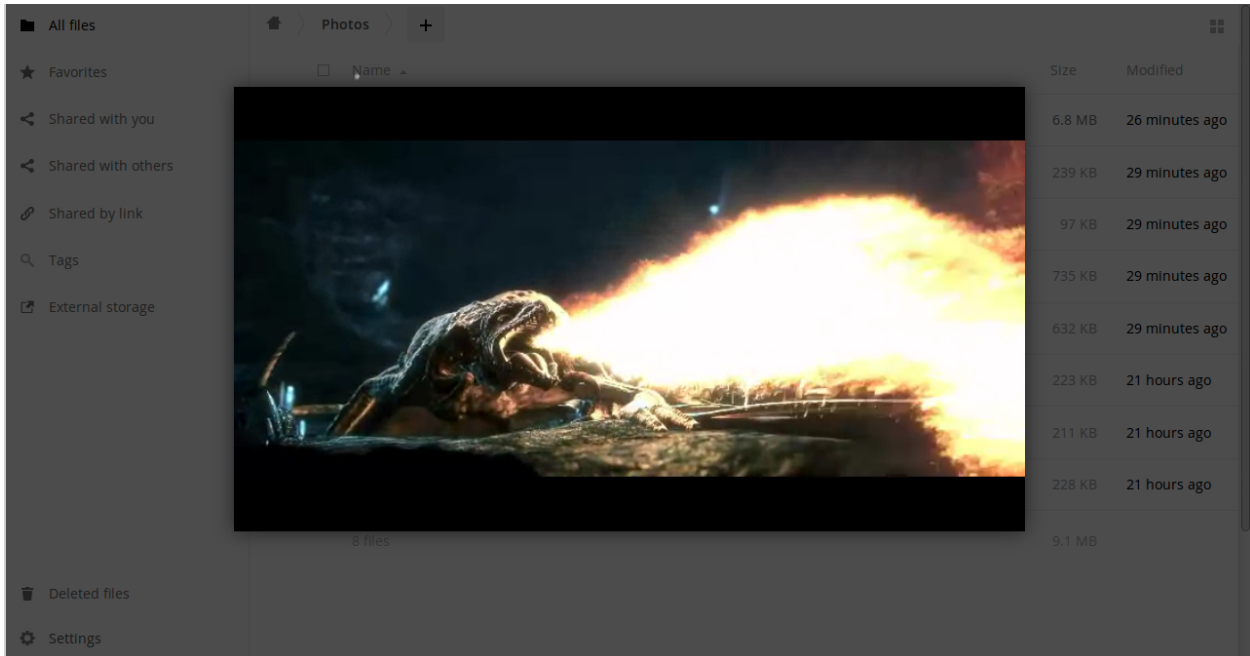 All files
Photos +
Favorites
Name Size Modified
Shared with you
6.8 MB 26 minutes ago
Shared with others
239 KB 29 minutes ago
Shared by link
97 KB 29 minutes ago
Tags
735 KB 29 minutes ago
External storage
632 KB 29 minutes ago
223 KB 21 hours ago
211 KB 21 hours ago
228 KB 21 hours ago
8 files 9.1 MB
Deleted files
Settings